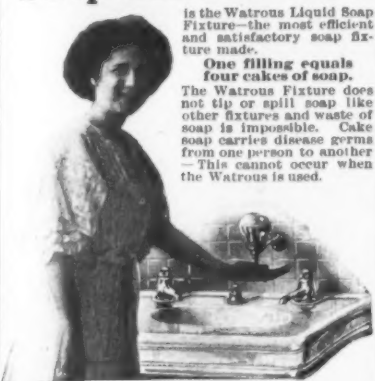 is the Watrous Liquid Soap
Fixture—the most efficient
and satisfactory soap fix-
ture made.
One filling equals
four cakes of soap.
The Watrous Fixture does
not tip or spill soap like
other fixtures and waste of
soap is impossible. Cake
soap carries disease germs
from one person to another
—This cannot occur when
the Watrous is used.